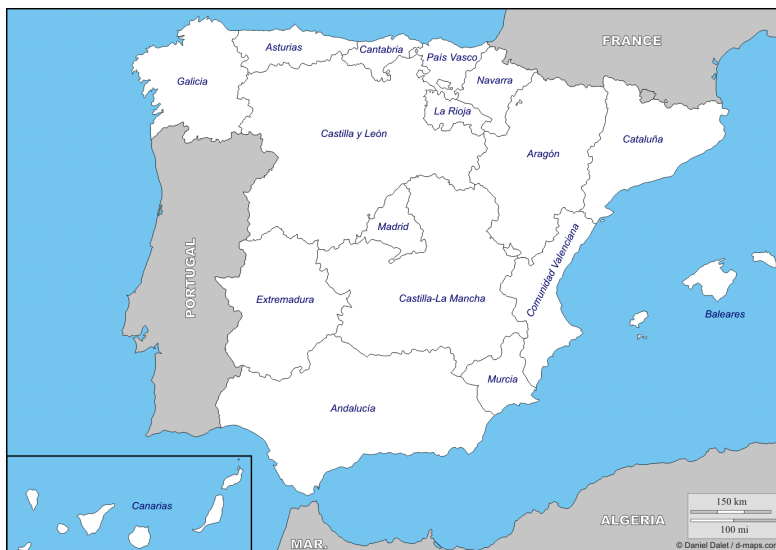 FRANCE
Asturias
Cantabria
País Vasco
Navarra
Galicia
La Rioja
Castilla y León
Cataluña
Aragón
Madrid
Comunidad Valenciana
PORTUGAL
Extremadura
Castilla-La Mancha
Baleares
Murcia
Andalucía
Canarias
150 km
100 mi
ALGERIA
MAR.
© Daniel Dalet / d-maps.com